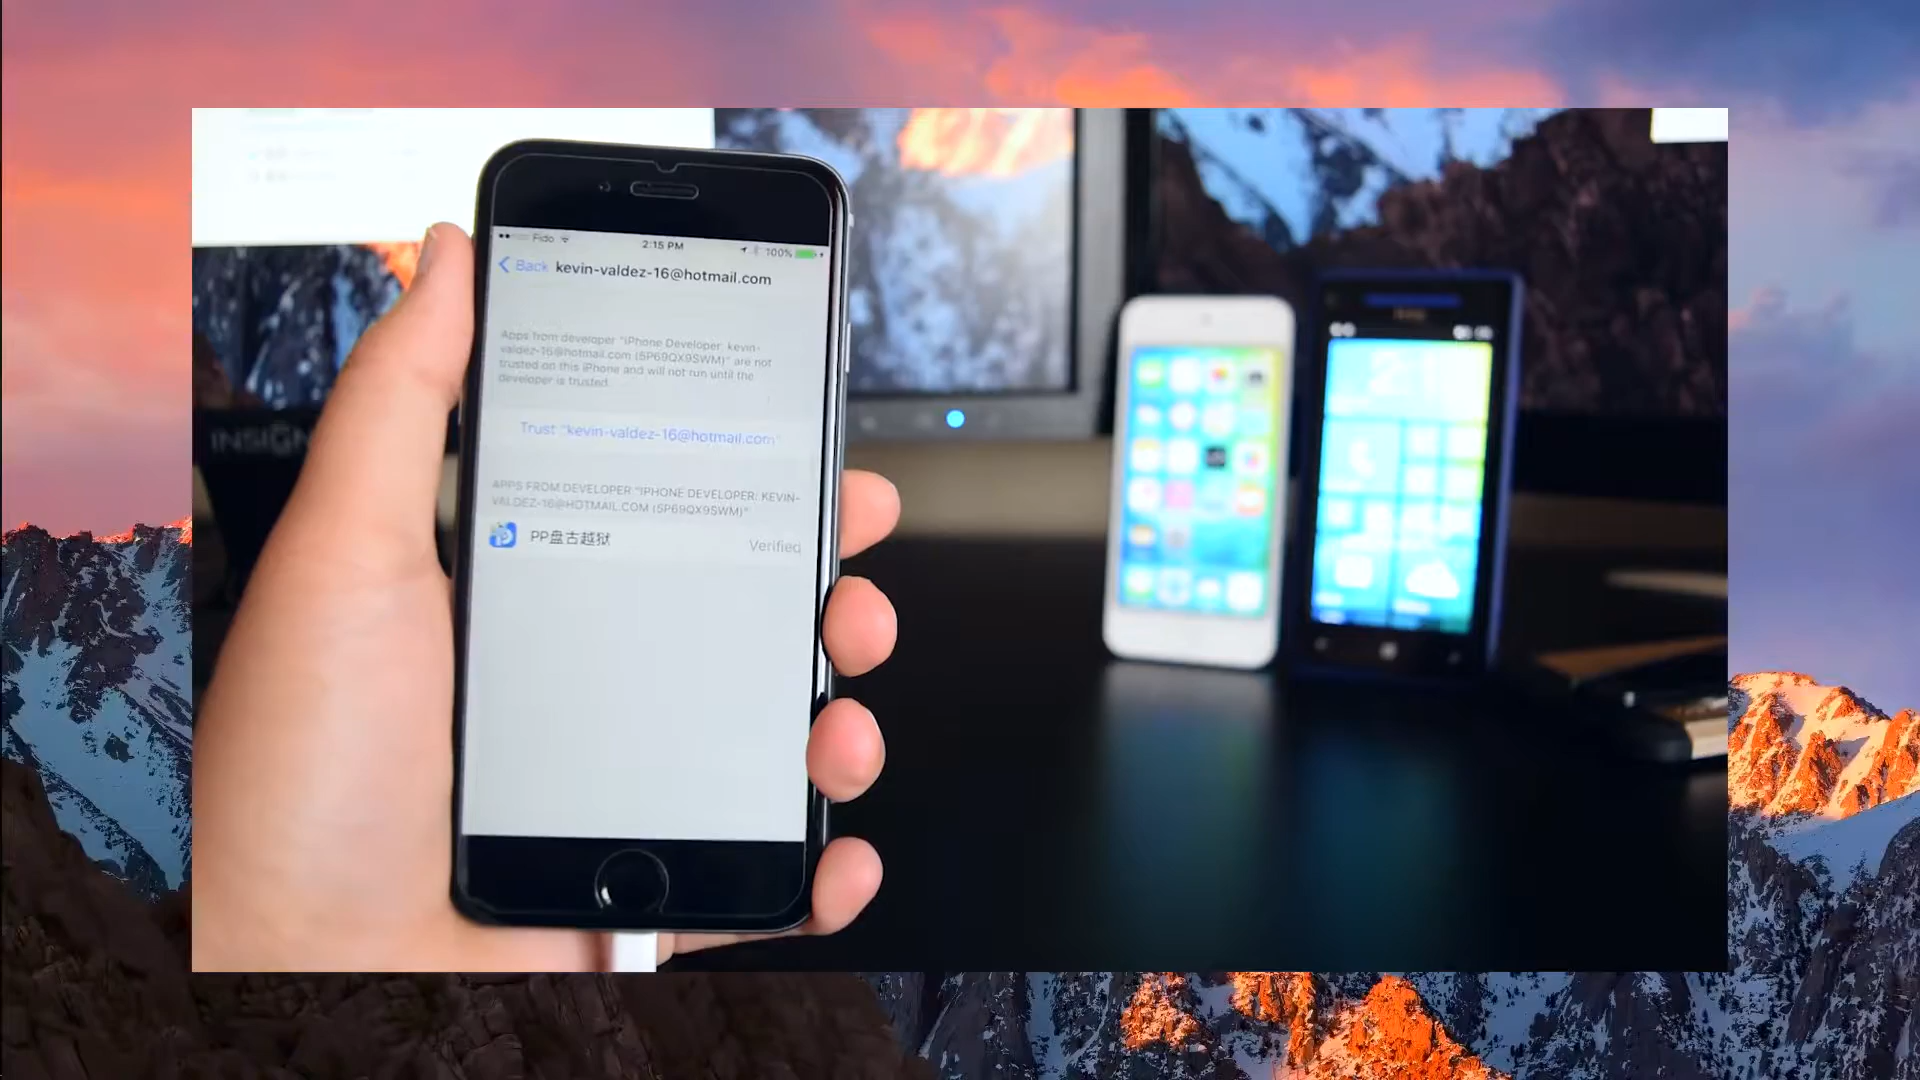 Fido
2:15 PM
100%
Back kevin-valdez-16@hotmail.com
Apps from developer "iPhone Developer: kevin-
valdez-16@hotmail.com (5P69QX9SWM)" are not
trusted on this iPhone and will not run until the
developer is trusted.
Trust "kevin-valdez-16@hotmail.com"
APPS FROM DEVELOPER "IPHONE DEVELOPER: KEVIN-
VALDEZ-16@HOTMAIL.COM (5P69QX9SWM)"
PP盘古越狱
Verified
INSIGN